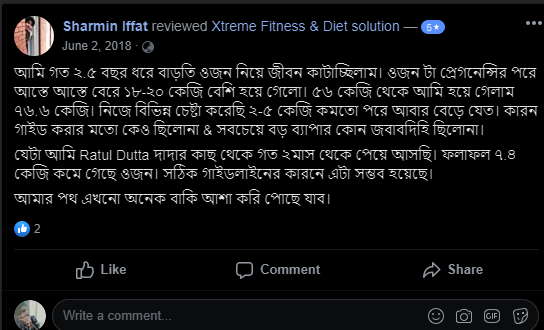 Sharmin Iffat reviewed Xtreme Fitness & Diet solution — 5★
June 2, 2018 ·
আমি গত ২.৫ বছর ধরে বাড়তি ওজন নিয়ে জীবন কাটাচ্ছিলাম। ওজন টা প্রেগনেন্সির পরে
আস্তে আস্তে বেরে ১৮-২০ কেজি বেশি হয়ে গেলো। ৫৬ কেজি থেকে আমি হয়ে গেলাম
৭৬.৬ কেজি। নিজে বিভিন্ন চেষ্টা করেছি ২-৫ কেজি কমতো পরে আবার বেড়ে যেত। কারন
গাইড করার মতো কেও ছিলোনা & সবচেয়ে বড় ব্যাপার কোন জবাবদিহি ছিলোনা।
যেটা আমি Ratul Dutta দাদার কাছ থেকে গত ২মাস থেকে পেয়ে আসছি। ফলাফল ৭.৪
কেজি কমে গেছে ওজন। সঠিক গাইডলাইনের কারনে এটা সম্ভব হয়েছে।
আমার পথ এখনো অনেক বাকি আশা করি পোছে যাব।
2
Like Comment Share
Write a comment... GIF